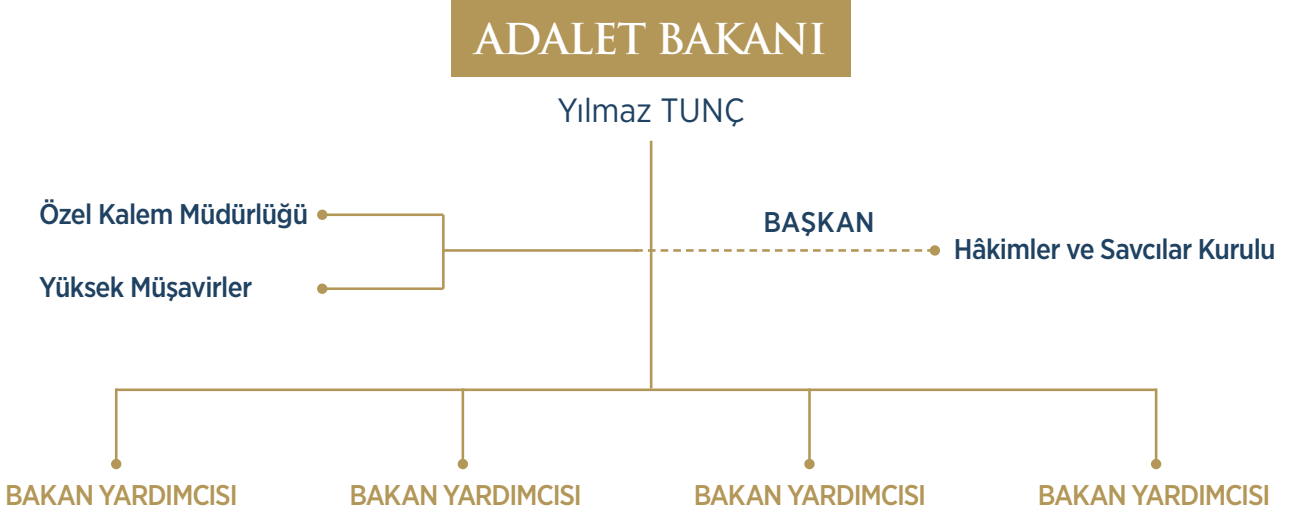 ADALET BAKANI
Yılmaz TUNÇ
Özel Kalem Müdürlüğü
BAŞKAN
Hâkimler ve Savcılar Kurulu
Yüksek Müşavirler
BAKAN YARDIMCISI
BAKAN YARDIMCISI
BAKAN YARDIMCISI
BAKAN YARDIMCISI